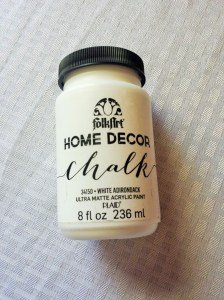 folkArt
HOME DECOR
chalk
34150 • WHITE ADIRONDACK
ULTRA MATTE ACRYLIC PAINT
PLAID
8 fl oz 236 ml